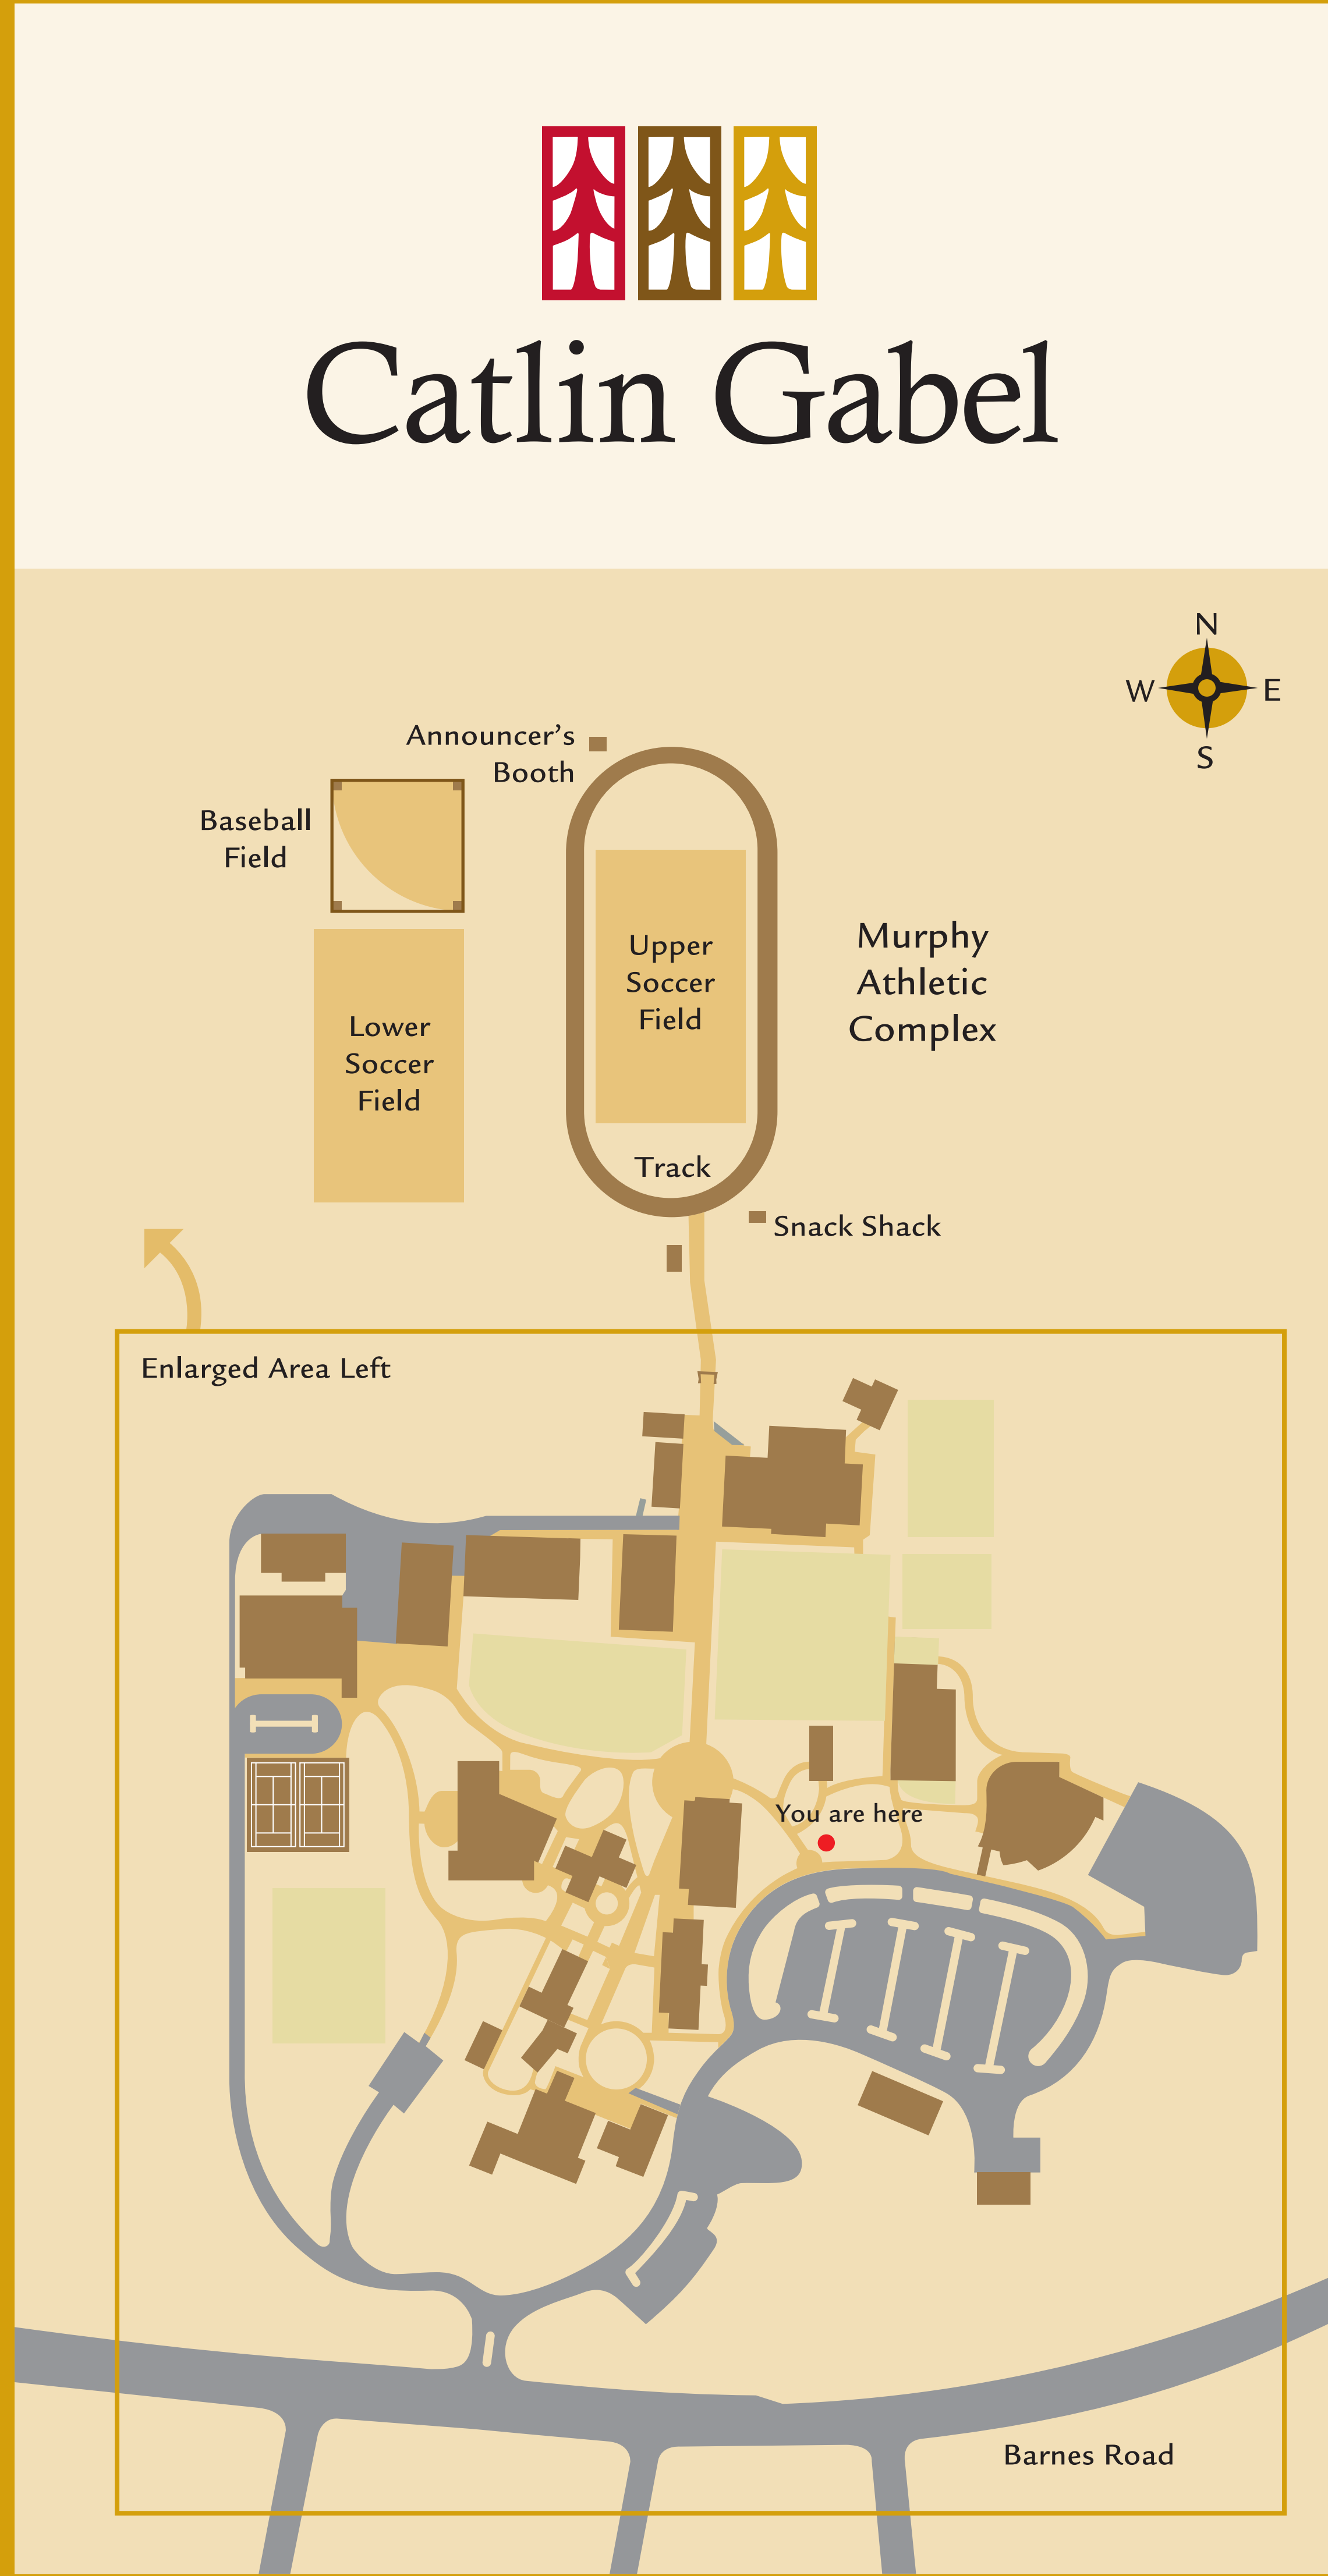 Catlin Gabel
N
W
E
S
Announcer’s
Booth
Baseball
Field
Upper
Soccer
Field
Murphy
Athletic
Complex
Lower
Soccer
Field
Track
Snack Shack
Enlarged Area Left
You are here
Barnes Road